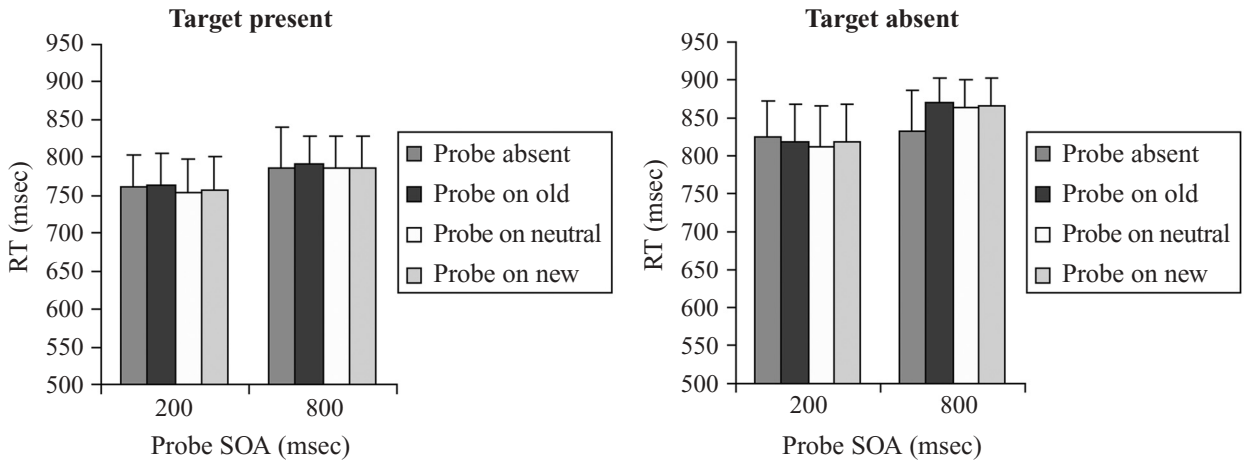 Target present
950
900
850
800
750
700
650
600
550
500
RT (msec)
200
800
Probe SOA (msec)
Probe absent
Probe on old
Probe on neutral
Probe on new
Target absent
950
900
850
800
750
700
650
600
550
500
RT (msec)
200
800
Probe SOA (msec)
Probe absent
Probe on old
Probe on neutral
Probe on new